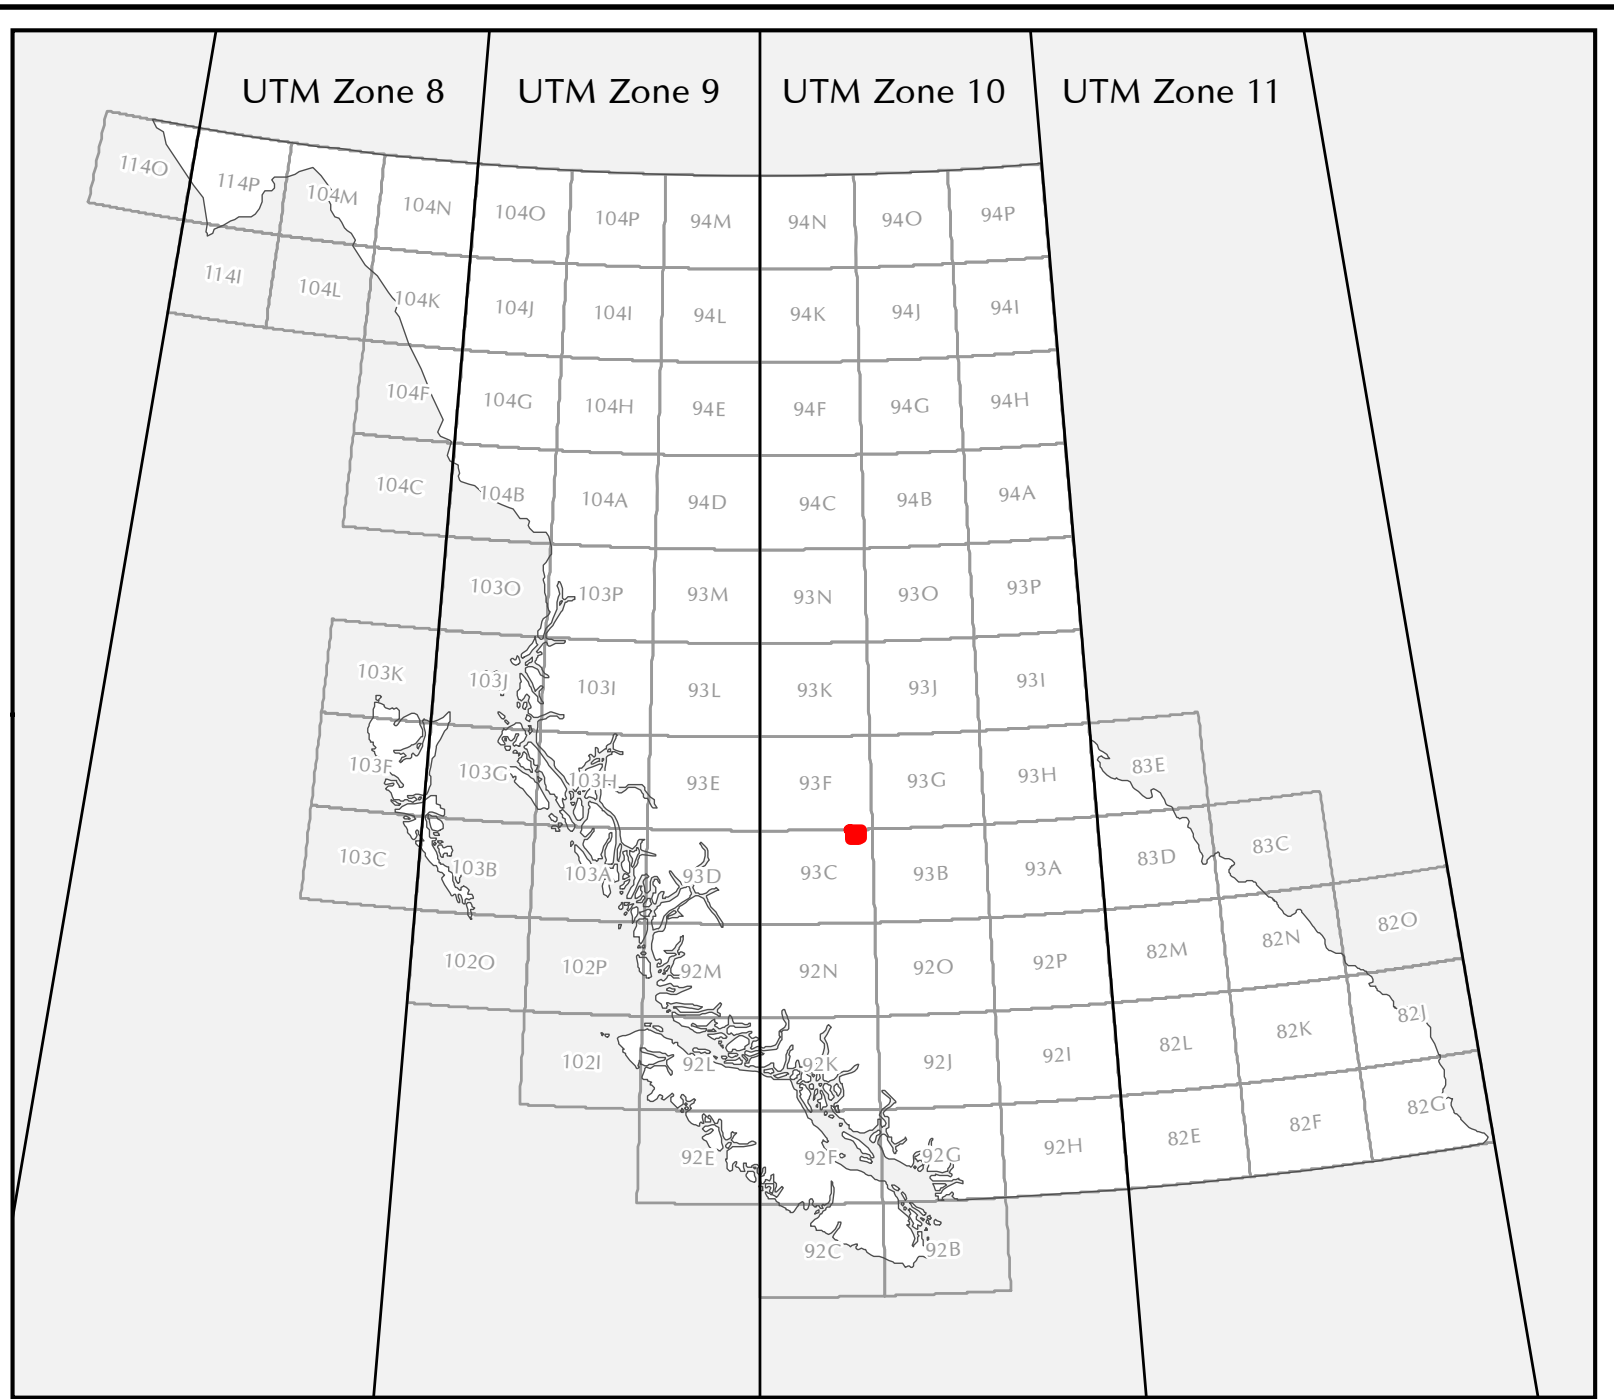 UTM Zone 8 UTM Zone 9 UTM Zone 10 UTM Zone 11
114O 114P 104M 104N 104O 104P 94M 94N 94O 94P
114I 104L 104K 104J 104I 94L 94K 94J 94I
104F 104G 104H 94E 94F 94G 94H
104C 104B 104A 94D 94C 94B 94A
103O 103P 93M 93N 93O 93P
103K 103J 103I 93L 93K 93J 93I
103F 103G 103H 93E 93F 93G 93H 83E
103C 103B 103A 93D 93C 93B 93A 83D 83C
102O 102P 92M 92N 92O 92P 82M 82N 82O
102I 92L 92K 92J 92I 82L 82K 82J
92E 92F 92G 92H 82E 82F 82G
92C 92B